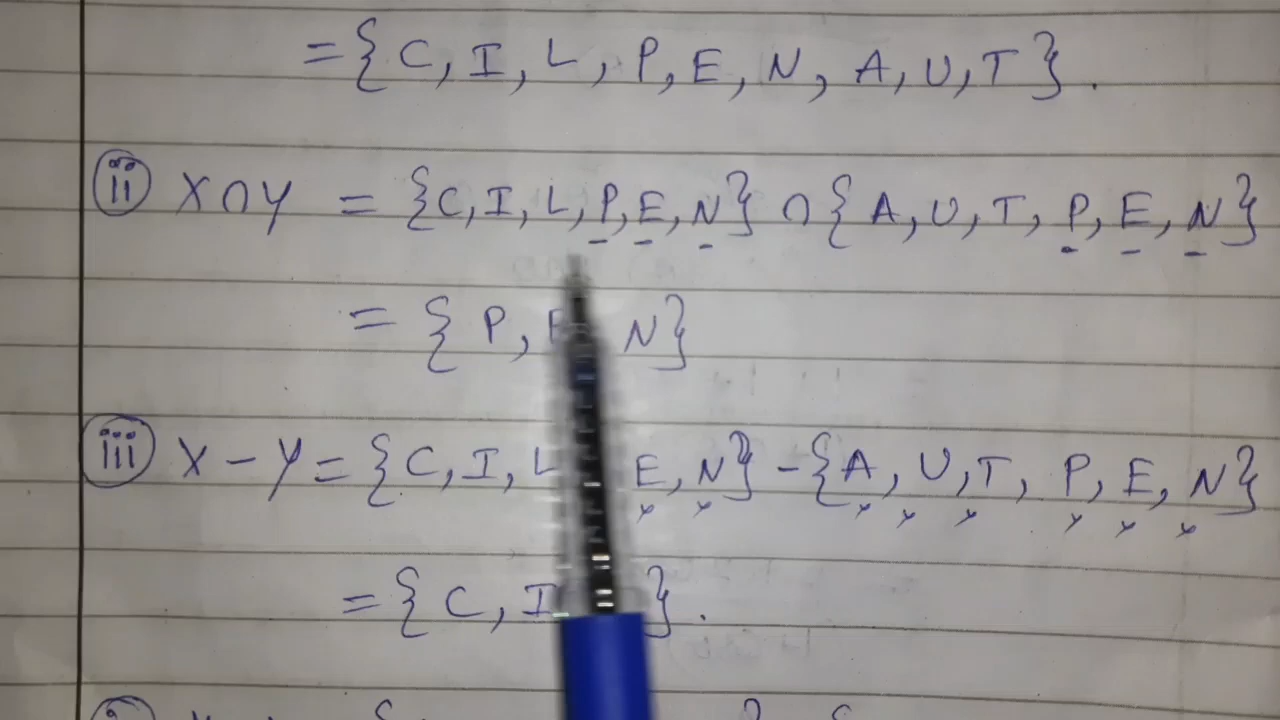 ={C, I, L, P, E, N, A, U, T}.
ii X∩Y = {C, I, L, P, E, N} ∩ {A, U, T, P, E, N}
= {P, N}
iii X - Y = {C, I, L E, N} - {A, U, T, P, E, N}
= {C, I }.